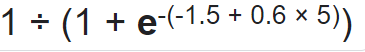 1 ÷ (1 + e-(-1.5 + 0.6 × 5))